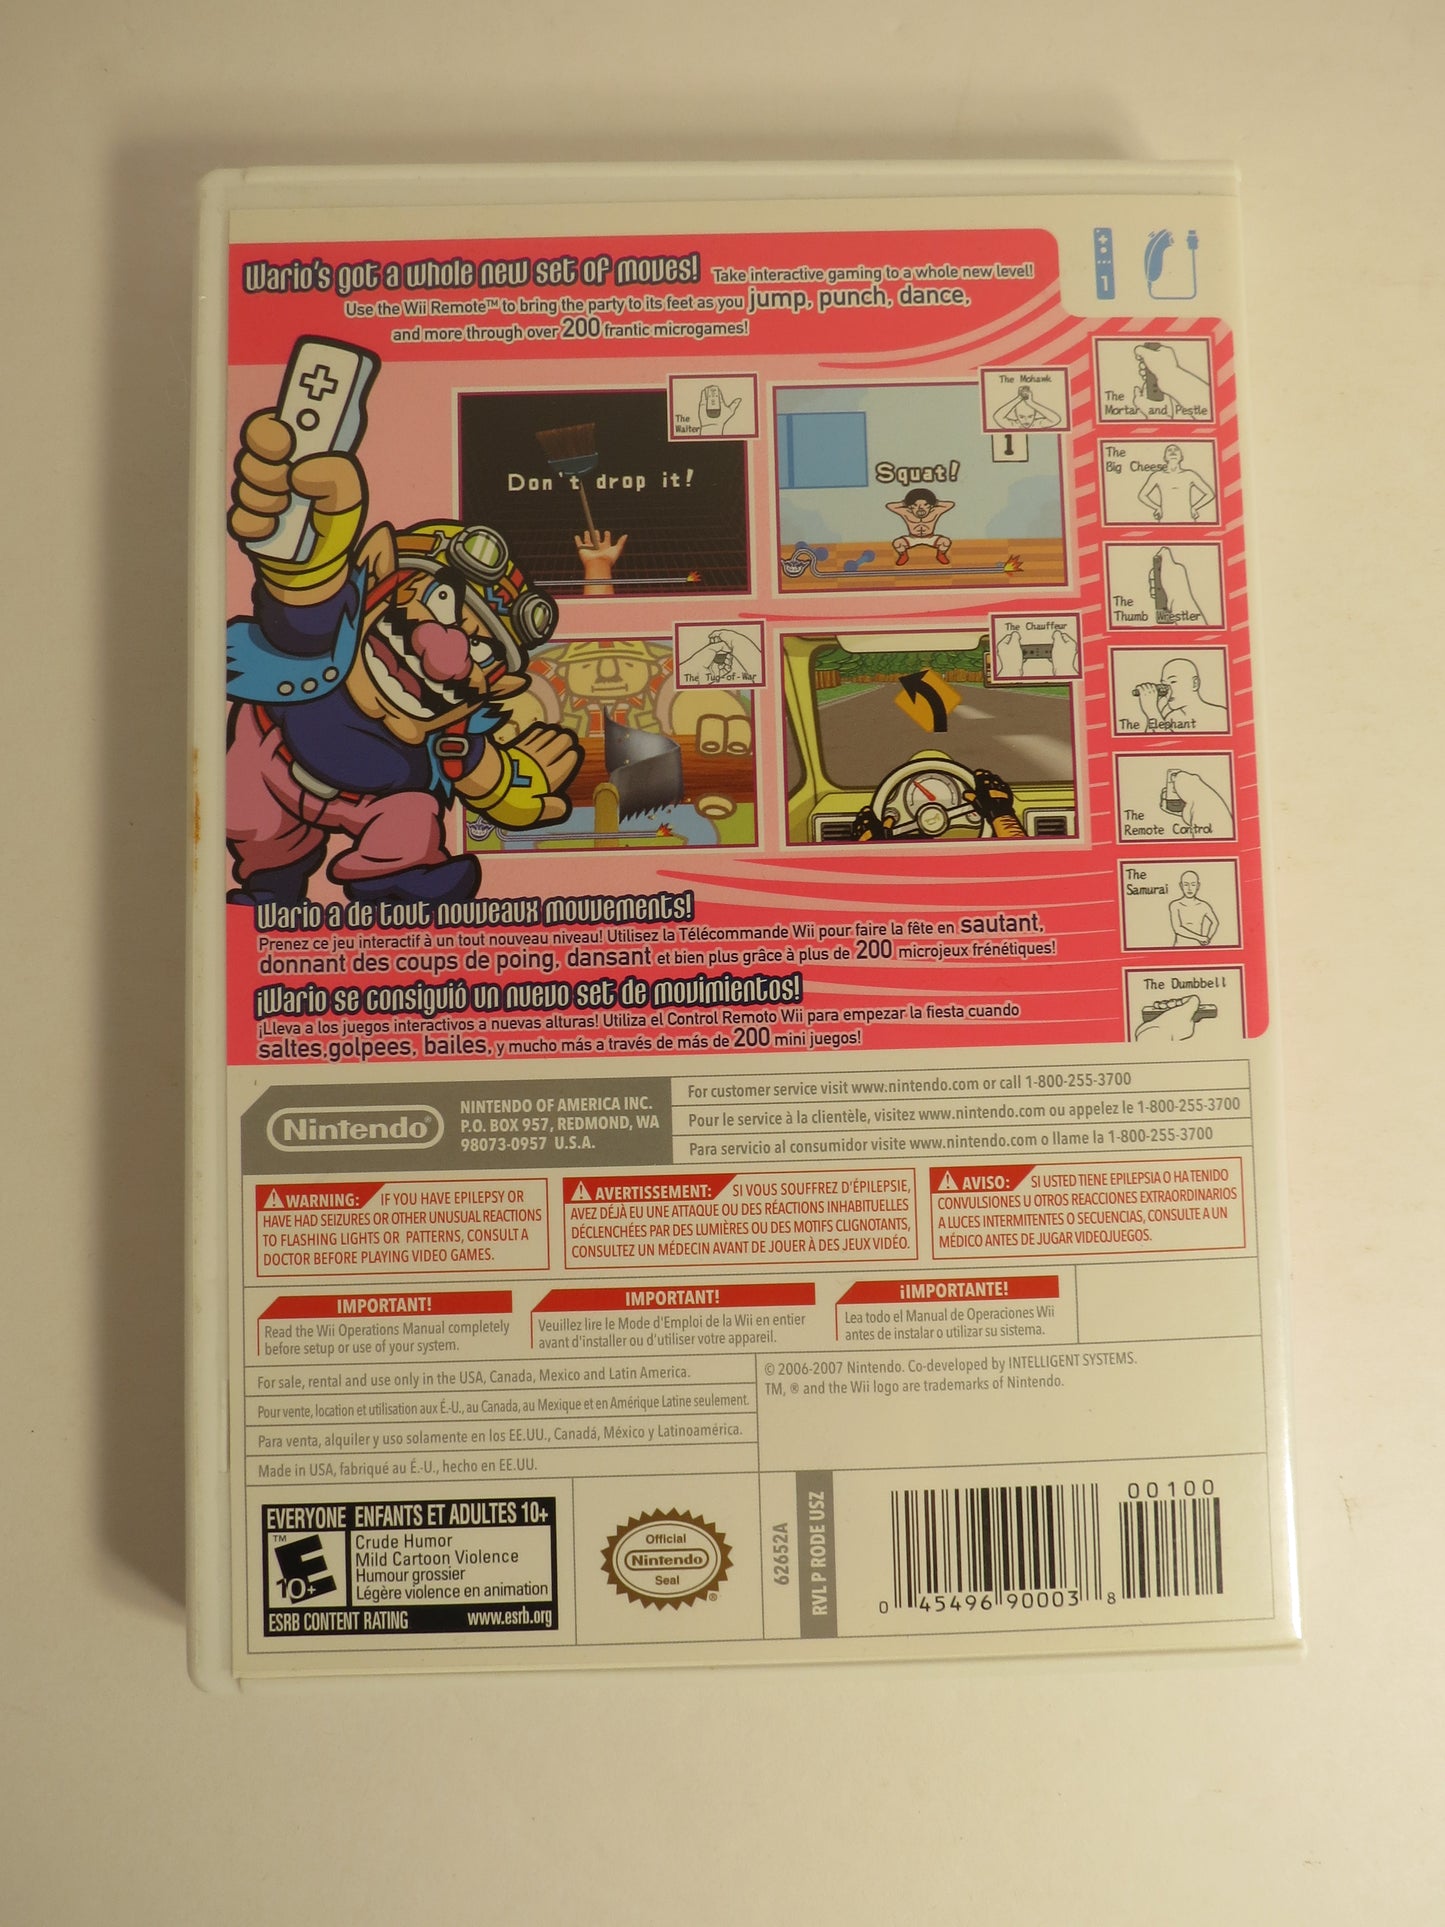 Wario's got a whole new set of moves! Take interactive gaming to a whole new level!
Use the Wii Remote™ to bring the party to its feet as you jump, punch, dance,
and more through over 200 frantic microgames!
1
The
Waiter
Don't drop it!
The Mohawk
1
Squat!
The Tug-of-War
The Chauffeur
The
Mortar and Pestle
The
Big Cheese
The
Thumb Wrestler
The Elephant
The
Remote Control
The
Samurai
The Dumbbell
Wario a de tout nouveaux mouvements!
Prenez ce jeu interactif à un tout nouveau niveau! Utilisez la Télécommande Wii pour faire la fête en sautant,
donnant des coups de poing, dansant et bien plus grâce à plus de 200 microjeux frénétiques!
¡Wario se consiguió un nuevo set de movimientos!
¡Lleva a los juegos interactivos a nuevas alturas! Utiliza el Control Remoto Wii para empezar la fiesta cuando
saltes,golpees, bailes, y mucho más a través de más de 200 mini juegos!
Nintendo®
NINTENDO OF AMERICA INC.
P.O. BOX 957, REDMOND, WA
98073-0957 U.S.A.
For customer service visit www.nintendo.com or call 1-800-255-3700
Pour le service à la clientèle, visitez www.nintendo.com ou appelez le 1-800-255-3700
Para servicio al consumidor visite www.nintendo.com o llame la 1-800-255-3700
WARNING: IF YOU HAVE EPILEPSY OR
HAVE HAD SEIZURES OR OTHER UNUSUAL REACTIONS
TO FLASHING LIGHTS OR PATTERNS, CONSULT A
DOCTOR BEFORE PLAYING VIDEO GAMES.
AVERTISSEMENT: SI VOUS SOUFFREZ D'ÉPILEPSIE,
AVEZ DÉJÀ EU UNE ATTAQUE OU DES RÉACTIONS INHABITUELLES
DÉCLENCHÉES PAR DES LUMIÈRES OU DES MOTIFS CLIGNOTANTS,
CONSULTEZ UN MÉDECIN AVANT DE JOUER À DES JEUX VIDÉO.
AVISO: SI USTED TIENE EPILEPSIA O HA TENIDO
CONVULSIONES U OTROS REACCIONES EXTRAORDINARIOS
A LUCES INTERMITENTES O SECUENCIAS, CONSULTE A UN
MÉDICO ANTES DE JUGAR VIDEOJUEGOS.
IMPORTANT!
Read the Wii Operations Manual completely
before setup or use of your system.
IMPORTANT!
Veuillez lire le Mode d'Emploi de la Wii en entier
avant d'installer ou d'utiliser votre appareil.
¡IMPORTANTE!
Lea todo el Manual de Operaciones Wii
antes de instalar o utilizar su sistema.
For sale, rental and use only in the USA, Canada, Mexico and Latin America.
Pour vente, location et utilisation aux É.-U., au Canada, au Mexique et en Amérique Latine seulement.
Para venta, alquiler y uso solamente en los EE.UU., Canadá, México y Latinoamérica.
Made in USA, fabriqué au É.-U., hecho en EE.UU.
© 2006-2007 Nintendo. Co-developed by INTELLIGENT SYSTEMS.
TM, ® and the Wii logo are trademarks of Nintendo.
EVERYONE ENFANTS ET ADULTES 10+
™
E
10+
Crude Humor
Mild Cartoon Violence
Humour grossier
Légère violence en animation
ESRB CONTENT RATING www.esrb.org
Official
Nintendo
Seal
®
62652A
RVL P RODE USZ
00100
0 45496 90003 8